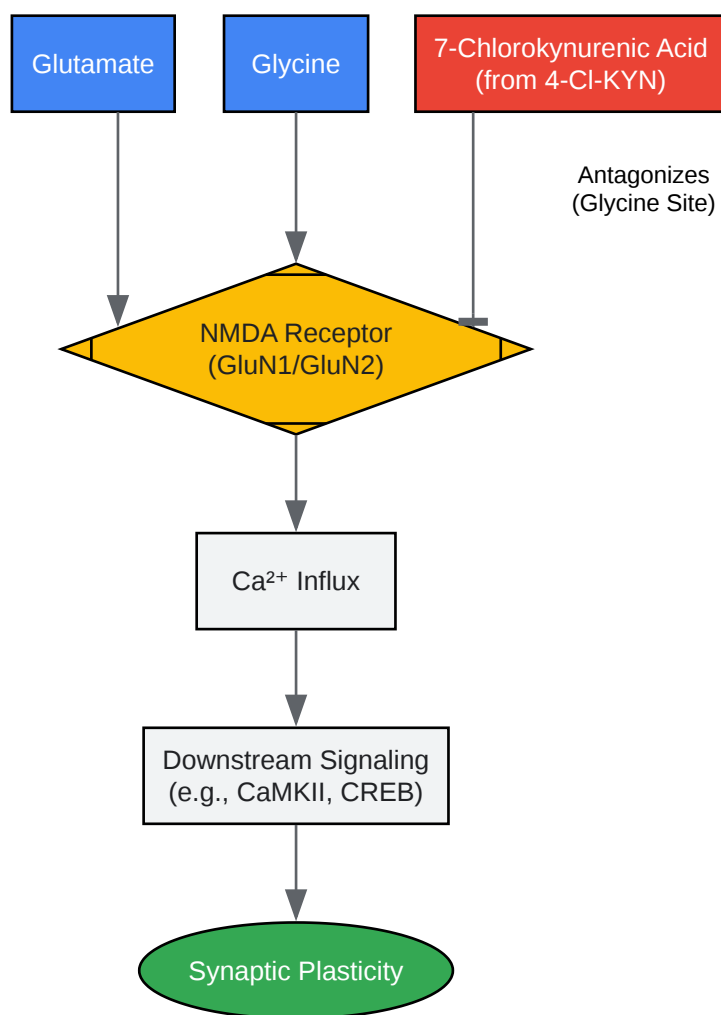 Glutamate
Glycine
7-Chlorokynurenic Acid
(from 4-Cl-KYN)
Antagonizes
(Glycine Site)
NMDA Receptor
(GluN1/GluN2)
Ca²⁺ Influx
Downstream Signaling
(e.g., CaMKII, CREB)
Synaptic Plasticity